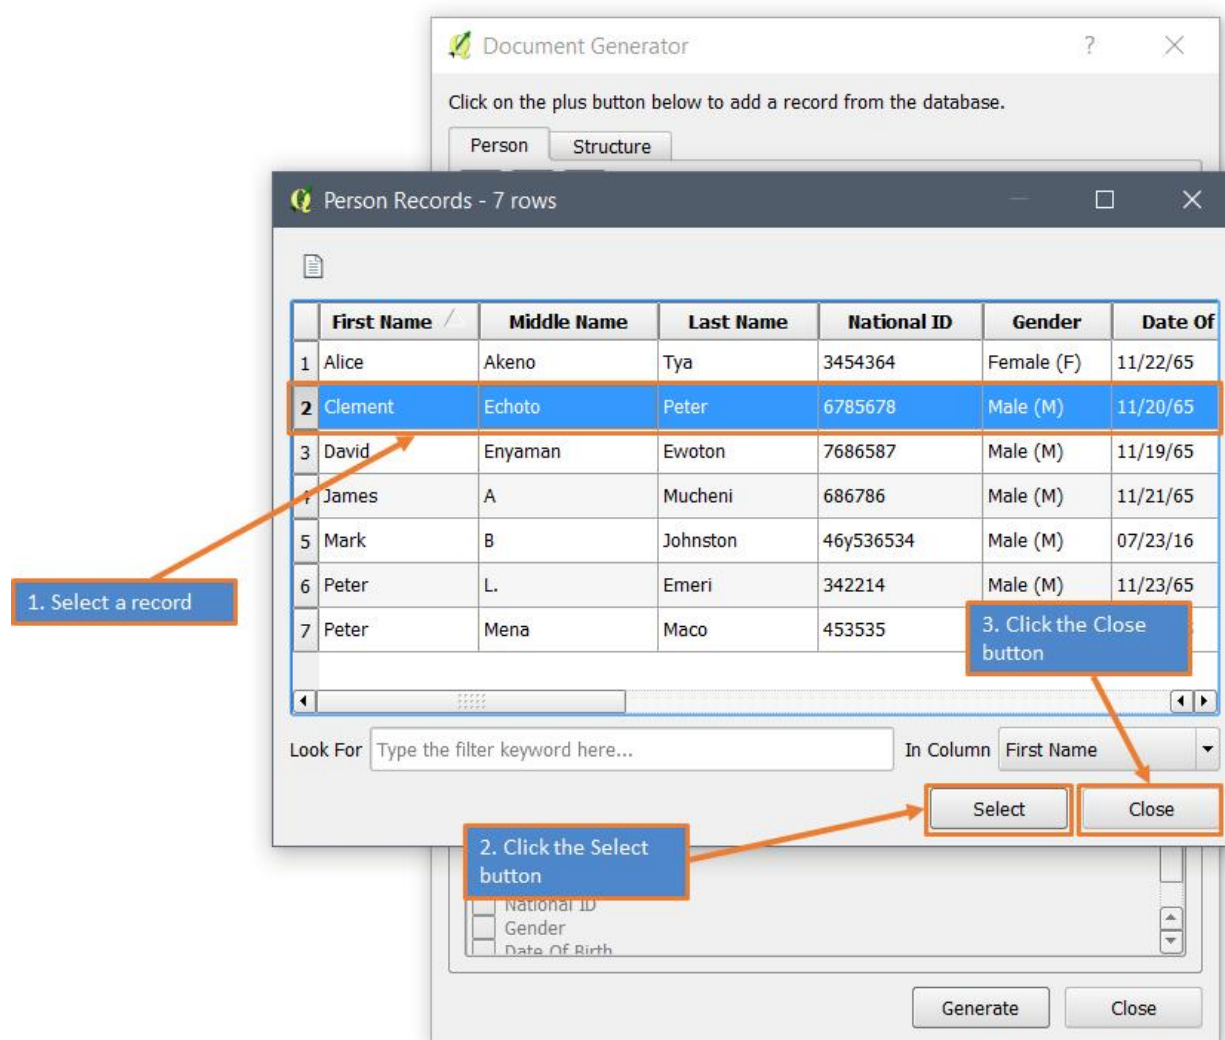 Document Generator
?
Click on the plus button below to add a record from the database.
Person Structure
Person Records - 7 rows
First Name Middle Name Last Name National ID Gender Date Of
1 Alice Akeno Tya 3454364 Female (F) 11/22/65
2 Clement Echoto Peter 6785678 Male (M) 11/20/65
3 David Enyaman Ewoton 7686587 Male (M) 11/19/65
James A Mucheni 686786 Male (M) 11/21/65
5 Mark B Johnston 46y536534 Male (M) 07/23/16
6 Peter L. Emeri 342214 Male (M) 11/23/65
7 Peter Mena Maco 453535
1. Select a record
3. Click the Close
button
Look For Type the filter keyword here... In Column First Name
Select Close
2. Click the Select
button
National ID
Gender
Date Of Birth
Generate Close